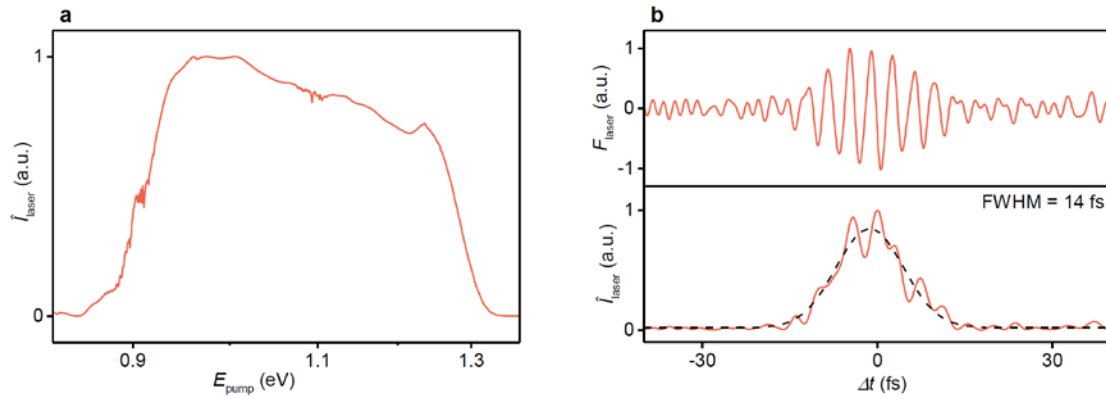 a
1
0
Î_laser (a.u.)
0.9
1.1
1.3
E_pump (eV)
b
1
0
-1
F_laser (a.u.)
FWHM = 14 fs
1
0
Î_laser (a.u.)
-30
0
30
Δt (fs)